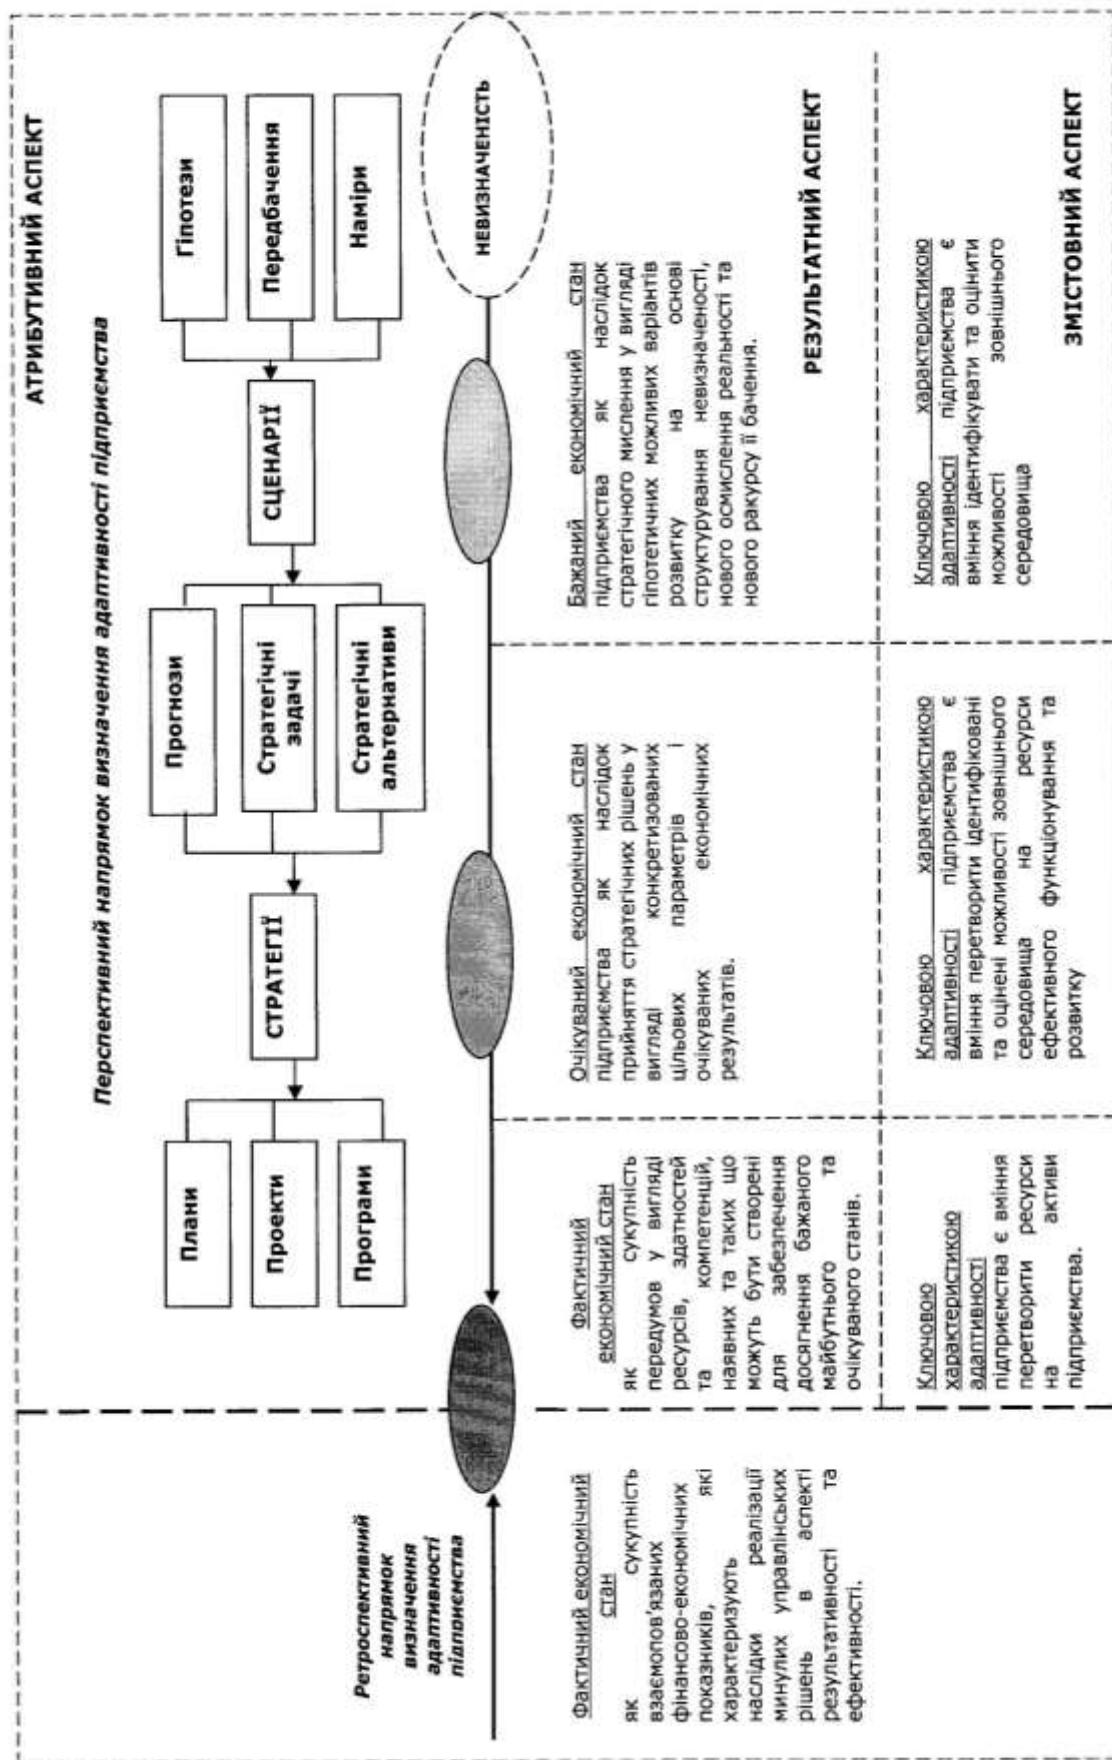 АТРИБУТИВНИЙ АСПЕКТ
Перспективний напрямок визначення адаптивності підприємства
Плани
Проекти
Програми
СТРАТЕГІЇ
Прогнози
Стратегічні
задачі
Стратегічні
альтернативи
СЦЕНАРІЇ
Гіпотези
Передбачення
Наміри
Ретроспективний
напрямок
визначення
адаптивності
підприємства
НЕВИЗНАЧЕНІСТЬ
Фактичний економічний
стан
як сукупність
взаємопов'язаних
фінансово-економічних
показників, які
характеризують
наслідки реалізації
минулих управлінських
рішень в аспекті
результативності та
ефективності.
Фактичний
економічний стан
як сукупність
передумов у вигляді
ресурсів, здатностей
та компетенцій,
наявних та таких що
можуть бути створені
для забезпечення
досягнення бажаного
майбутнього та
очікуваного станів.
Очікуваний економічний стан
підприємства як наслідок
прийняття стратегічних рішень у
вигляді конкретизованих
цільових параметрів і
очікуваних економічних
результатів.
Бажаний економічний стан
підприємства як наслідок
стратегічного мислення у вигляді
гіпотетичних можливих варіантів
розвитку на основі
структурування невизначеності,
нового осмислення реальності та
нового ракурсу її бачення.
РЕЗУЛЬТАТНИЙ АСПЕКТ
Ключовою
характеристикою
адаптивності
підприємства є вміння
перетворити ресурси
на активи
підприємства.
Ключовою характеристикою
адаптивності підприємства є
вміння перетворити ідентифіковані
та оцінені можливості зовнішнього
середовища на ресурси
ефективного функціонування та
розвитку
Ключовою характеристикою
адаптивності підприємства є
вміння ідентифікувати та оцінити
можливості зовнішнього
середовища
ЗМІСТОВНИЙ АСПЕКТ